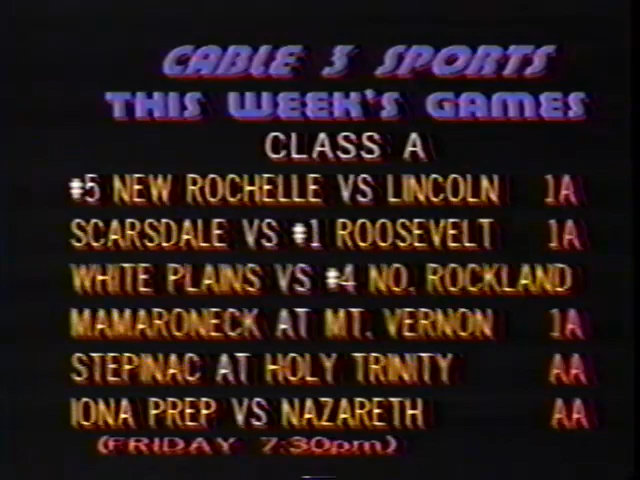 CABLE 3 SPORTS
THIS WEEK'S GAMES
CLASS A
#5 NEW ROCHELLE VS LINCOLN 1A
SCARSDALE VS #1 ROOSEVELT 1A
WHITE PLAINS VS #4 NO. ROCKLAND
MAMARONECK AT MT. VERNON 1A
STEPINAC AT HOLY TRINITY AA
IONA PREP VS NAZARETH AA
(FRIDAY 7:30pm)